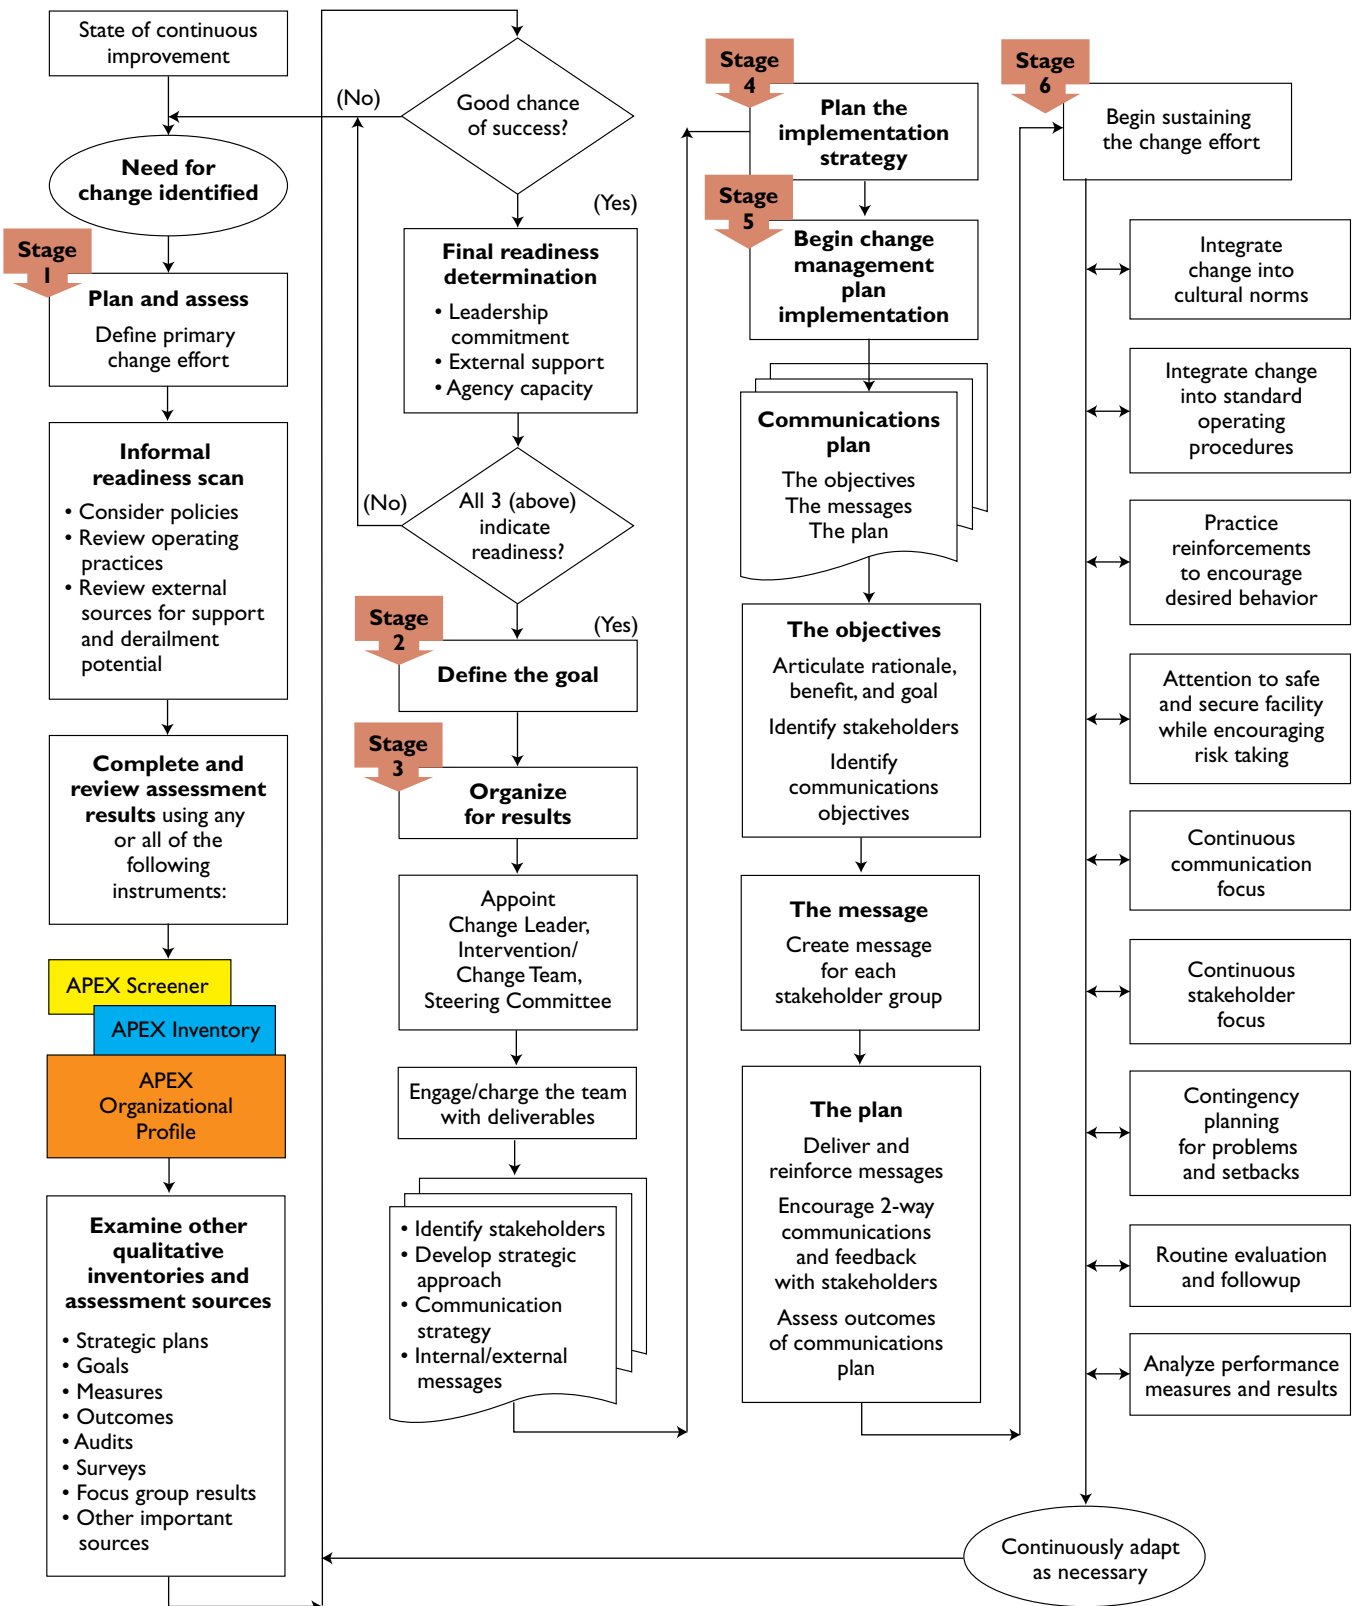 State of continuous
improvement
Need for
change identified
Stage
1
Plan and assess
Define primary
change effort
Informal
readiness scan
• Consider policies
• Review operating
practices
• Review external
sources for support
and derailment
potential
Complete and
review assessment
results using any
or all of the
following
instruments:
APEX Screener
APEX Inventory
APEX
Organizational
Profile
Examine other
qualitative
inventories and
assessment sources
• Strategic plans
• Goals
• Measures
• Outcomes
• Audits
• Surveys
• Focus group results
• Other important
sources
(No)
Good chance
of success?
(Yes)
Final readiness
determination
• Leadership
commitment
• External support
• Agency capacity
(No)
All 3 (above)
indicate
readiness?
(Yes)
Stage
2
Define the goal
Stage
3
Organize
for results
Appoint
Change Leader,
Intervention/
Change Team,
Steering Committee
Engage/charge the team
with deliverables
• Identify stakeholders
• Develop strategic
approach
• Communication
strategy
• Internal/external
messages
Stage
4
Plan the
implementation
strategy
Stage
5
Begin change
management
plan
implementation
Communications
plan
The objectives
The messages
The plan
The objectives
Articulate rationale,
benefit, and goal
Identify stakeholders
Identify
communications
objectives
The message
Create message
for each
stakeholder group
The plan
Deliver and
reinforce messages
Encourage 2-way
communications
and feedback
with stakeholders
Assess outcomes
of communications
plan
Stage
6
Begin sustaining
the change effort
Integrate
change into
cultural norms
Integrate change
into standard
operating
procedures
Practice
reinforcements
to encourage
desired behavior
Attention to safe
and secure facility
while encouraging
risk taking
Continuous
communication
focus
Continuous
stakeholder
focus
Contingency
planning
for problems
and setbacks
Routine evaluation
and followup
Analyze performance
measures and results
Continuously adapt
as necessary